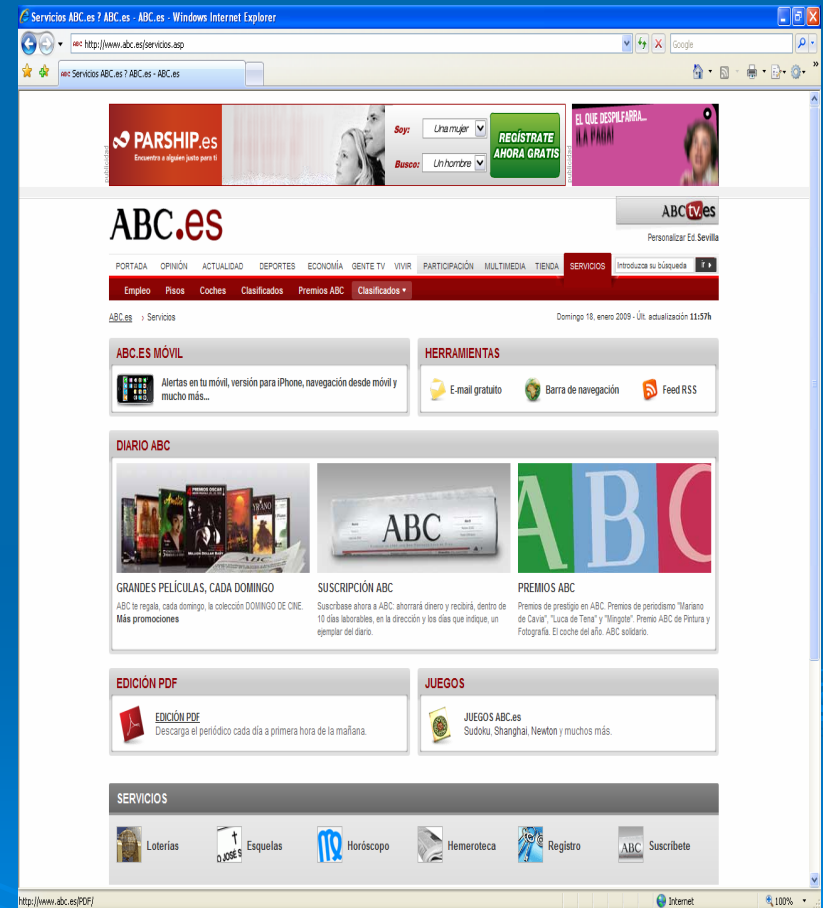 Servicios ABC.es ? ABC.es - ABC.es - Windows Internet Explorer
ABC http://www.abc.es/servicios.asp
Google
ABC Servicios ABC.es ? ABC.es - ABC.es
publicidad
PARSHIP.es
Encuentra a alguien justo para ti
Soy: Una mujer
Busco: Un hombre
REGÍSTRATE
AHORA GRATIS
publicidad
EL QUE DESPILFARRA...
¡LA PAGA!
ABC.es
ABC tv.es
Personalizar Ed. Sevilla
PORTADA OPINIÓN ACTUALIDAD DEPORTES ECONOMÍA GENTE TV VIVIR PARTICIPACIÓN MULTIMEDIA TIENDA SERVICIOS Introduzca su búsqueda Ir
Empleo Pisos Coches Clasificados Premios ABC Clasificados
ABC.es > Servicios
Domingo 18, enero 2009 - Últ. actualización 11:57h
ABC.ES MÓVIL
Alertas en tu móvil, versión para iPhone, navegación desde móvil y
mucho más...
HERRAMIENTAS
E-mail gratuito Barra de navegación Feed RSS
DIARIO ABC
ABC
ABC
ABC
GRANDES PELÍCULAS, CADA DOMINGO
ABC te regala, cada domingo, la colección DOMINGO DE CINE.
Más promociones
SUSCRIPCIÓN ABC
Suscríbase ahora a ABC: ahorrará dinero y recibirá, dentro de
10 días laborables, en la dirección y los días que indique, un
ejemplar del diario.
PREMIOS ABC
Premios de prestigio en ABC. Premios de periodismo "Mariano
de Cavia", "Luca de Tena" y "Mingote". Premio ABC de Pintura y
Fotografía. El coche del año. ABC solidario.
EDICIÓN PDF
EDICIÓN PDF
Descarga el periódico cada día a primera hora de la mañana.
JUEGOS
JUEGOS ABC.es
Sudoku, Shanghai, Newton y muchos más.
SERVICIOS
Loterías
D.JOSÉ S
Esquelas
Horóscopo
Hemeroteca
Registro
ABC
Suscríbete
http://www.abc.es/PDF/
Internet
100%